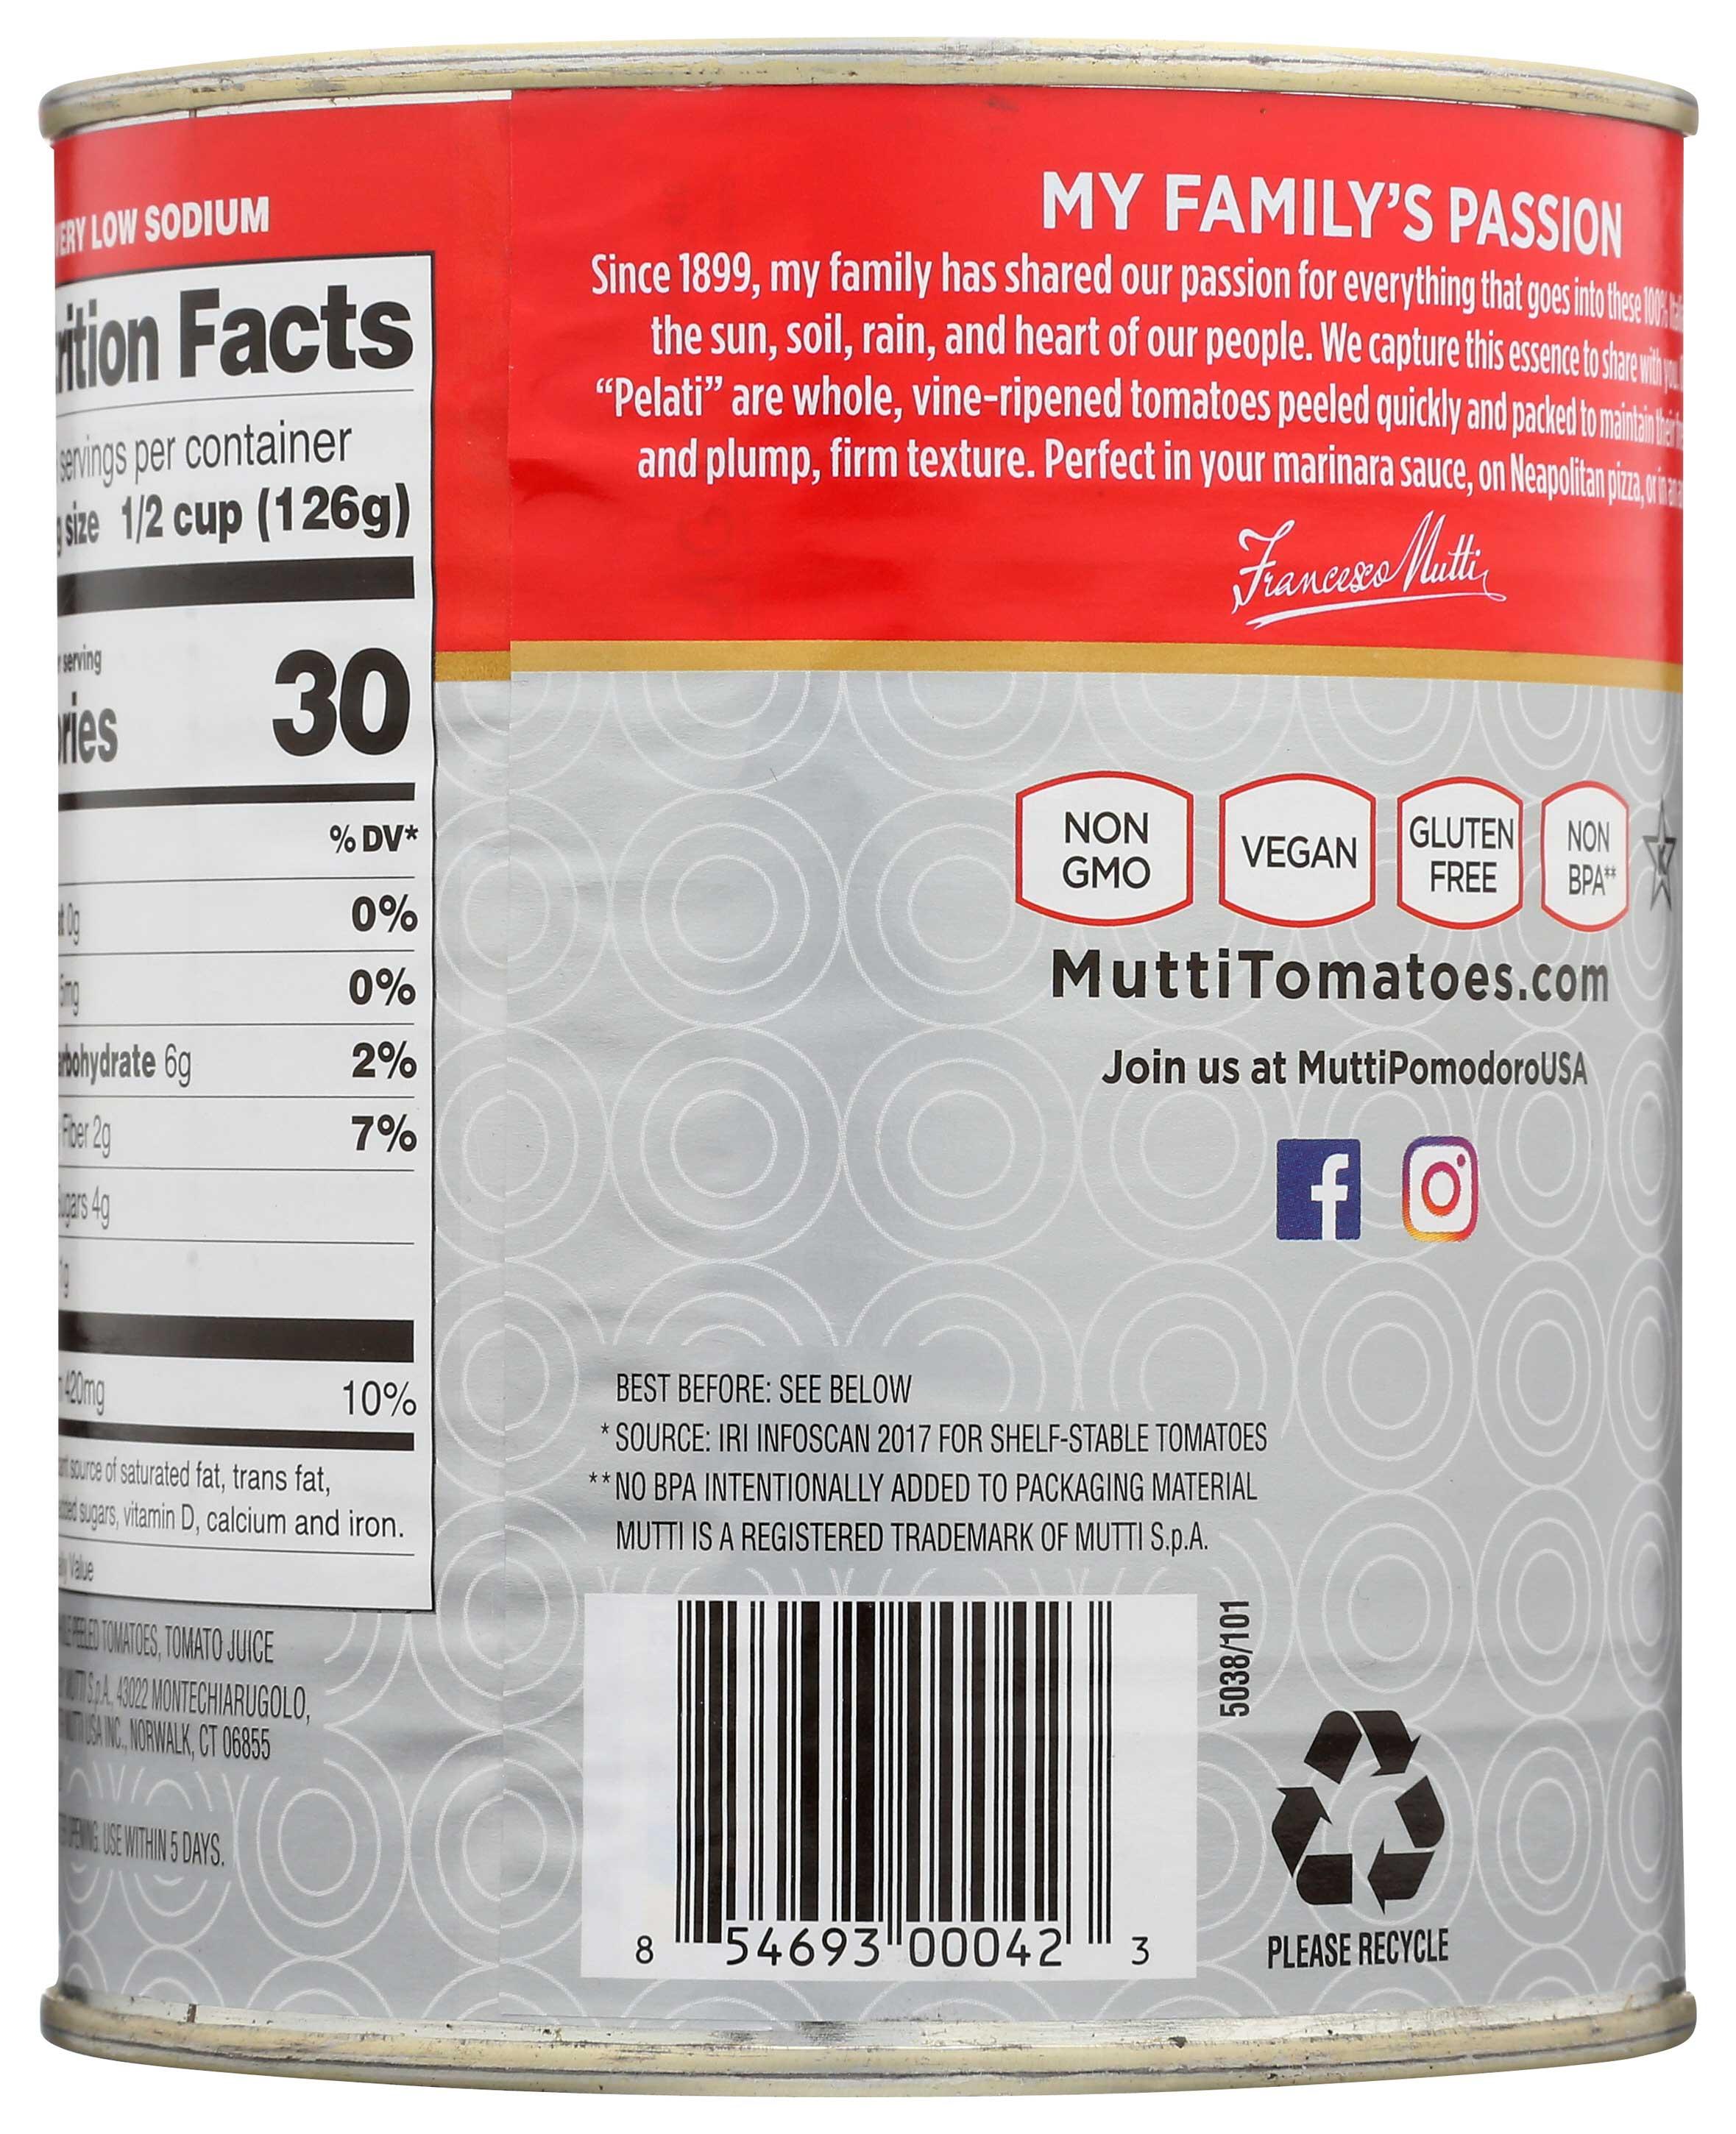 VERY LOW SODIUM
Facts
servings per container
size 1/2 cup (126g)
serving
30
% DV*
0g 0%
5mg 0%
6g 2%
Fiber 2g 7%
Sugars 4g
1g
420mg 10%
source of saturated fat, trans fat,
sugars, vitamin D, calcium and iron.
Value
PEELED TOMATOES, TOMATO JUICE
MUTTI S.p.A. 43022 MONTECHIARUGOLO,
MUTTI USA INC., NORWALK, CT 06855
OPENING. USE WITHIN 5 DAYS.
MY FAMILY'S PASSION
Since 1899, my family has shared our passion for everything that goes into these 100%
the sun, soil, rain, and heart of our people. We capture this essence to share with you.
“Pelati” are whole, vine-ripened tomatoes peeled quickly and packed to maintain their
and plump, firm texture. Perfect in your marinara sauce, on Neapolitan pizza, or in
Francesco Mutti
NON
GMO
VEGAN
GLUTEN
FREE
NON
BPA**
K
MuttiTomatoes.com
Join us at MuttiPomodoroUSA
f
BEST BEFORE: SEE BELOW
* SOURCE: IRI INFOSCAN 2017 FOR SHELF-STABLE TOMATOES
**NO BPA INTENTIONALLY ADDED TO PACKAGING MATERIAL
MUTTI IS A REGISTERED TRADEMARK OF MUTTI S.p.A.
5038/101
8 54693 00042 3
PLEASE RECYCLE